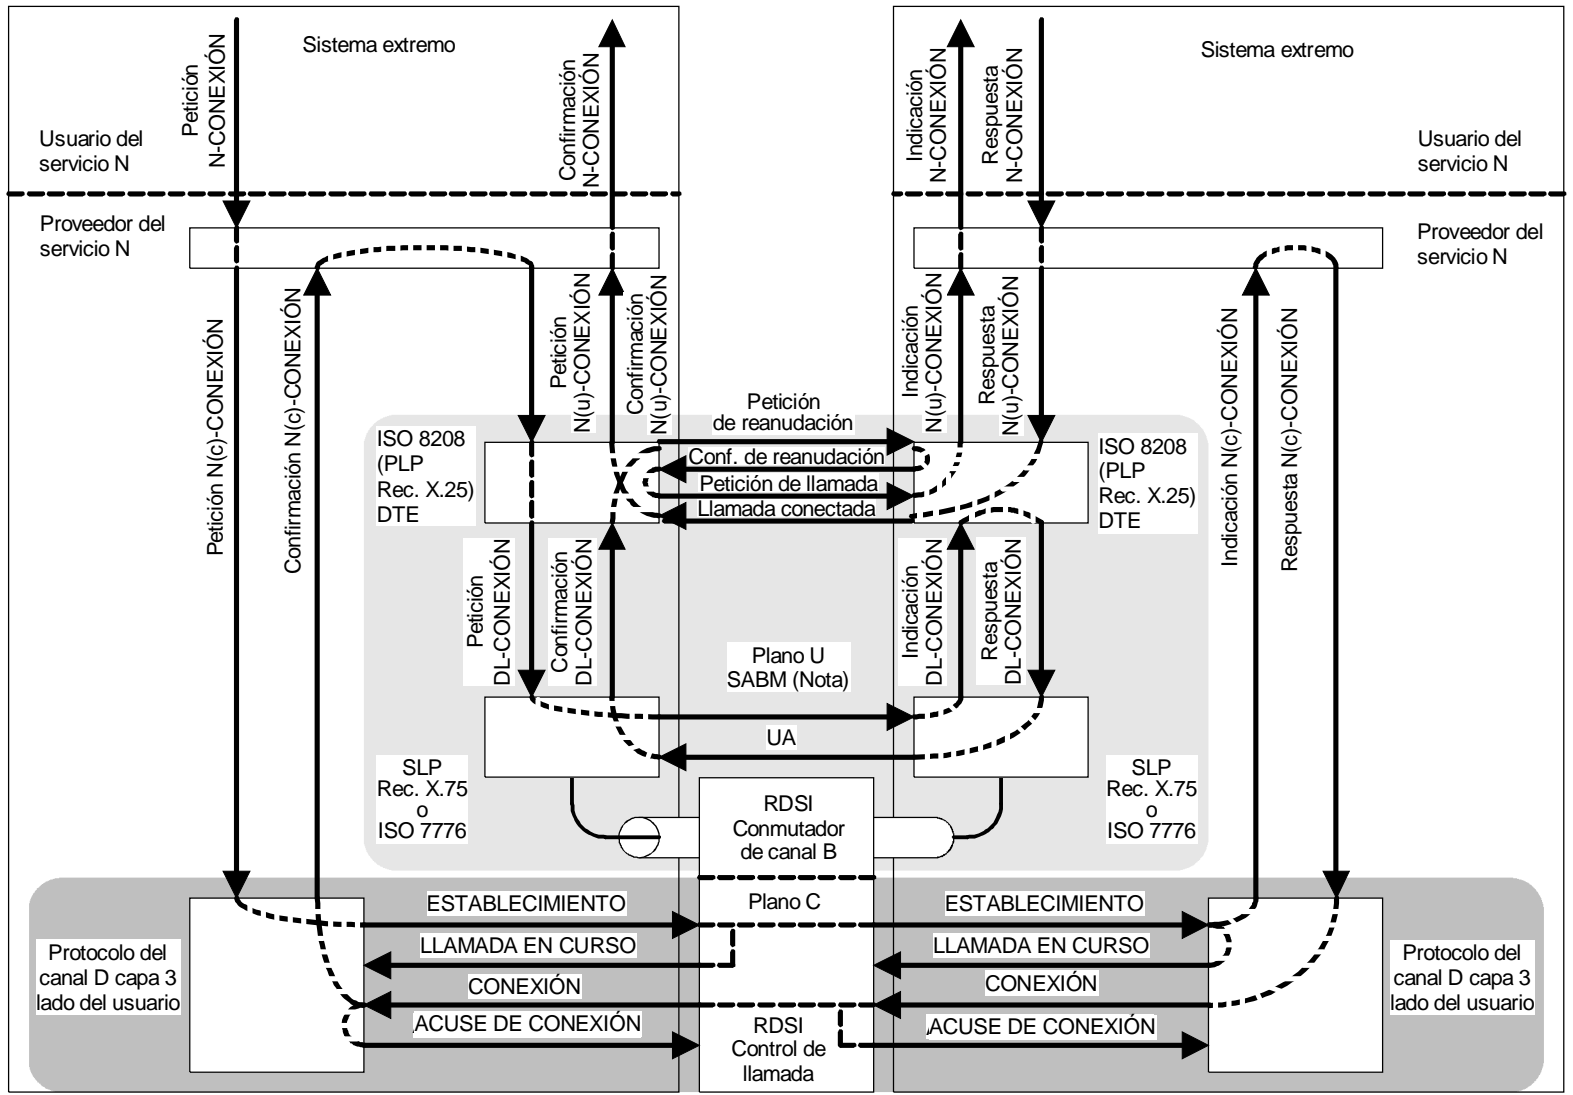 Sistema extremo
Sistema extremo
Petición
N-CONEXIÓN
Confirmación
N-CONEXIÓN
Indicación
N-CONEXIÓN
Respuesta
N-CONEXIÓN
Usuario del
servicio N
Usuario del
servicio N
Proveedor del
servicio N
Proveedor del
servicio N
Petición N(c)-CONEXIÓN
Confirmación N(c)-CONEXIÓN
Petición
N(u)-CONEXIÓN
Confirmación
N(u)-CONEXIÓN
Indicación
N(u)-CONEXIÓN
Respuesta
N(u)-CONEXIÓN
Indicación N(c)-CONEXIÓN
Respuesta N(c)-CONEXIÓN
ISO 8208
(PLP
Rec. X.25)
DTE
Petición
de reanudación
Conf. de reanudación
Petición de llamada
Llamada conectada
ISO 8208
(PLP
Rec. X.25)
DTE
Petición
DL-CONEXIÓN
Confirmación
DL-CONEXIÓN
Indicación
DL-CONEXIÓN
Respuesta
DL-CONEXIÓN
Plano U
SABM (Nota)
UA
SLP
Rec. X.75
o
ISO 7776
RDSI
Conmutador
de canal B
SLP
Rec. X.75
o
ISO 7776
Plano C
ESTABLECIMIENTO
ESTABLECIMIENTO
LLAMADA EN CURSO
LLAMADA EN CURSO
CONEXIÓN
CONEXIÓN
ACUSE DE CONEXIÓN
ACUSE DE CONEXIÓN
Protocolo del
canal D capa 3
lado del usuario
RDSI
Control de
llamada
Protocolo del
canal D capa 3
lado del usuario